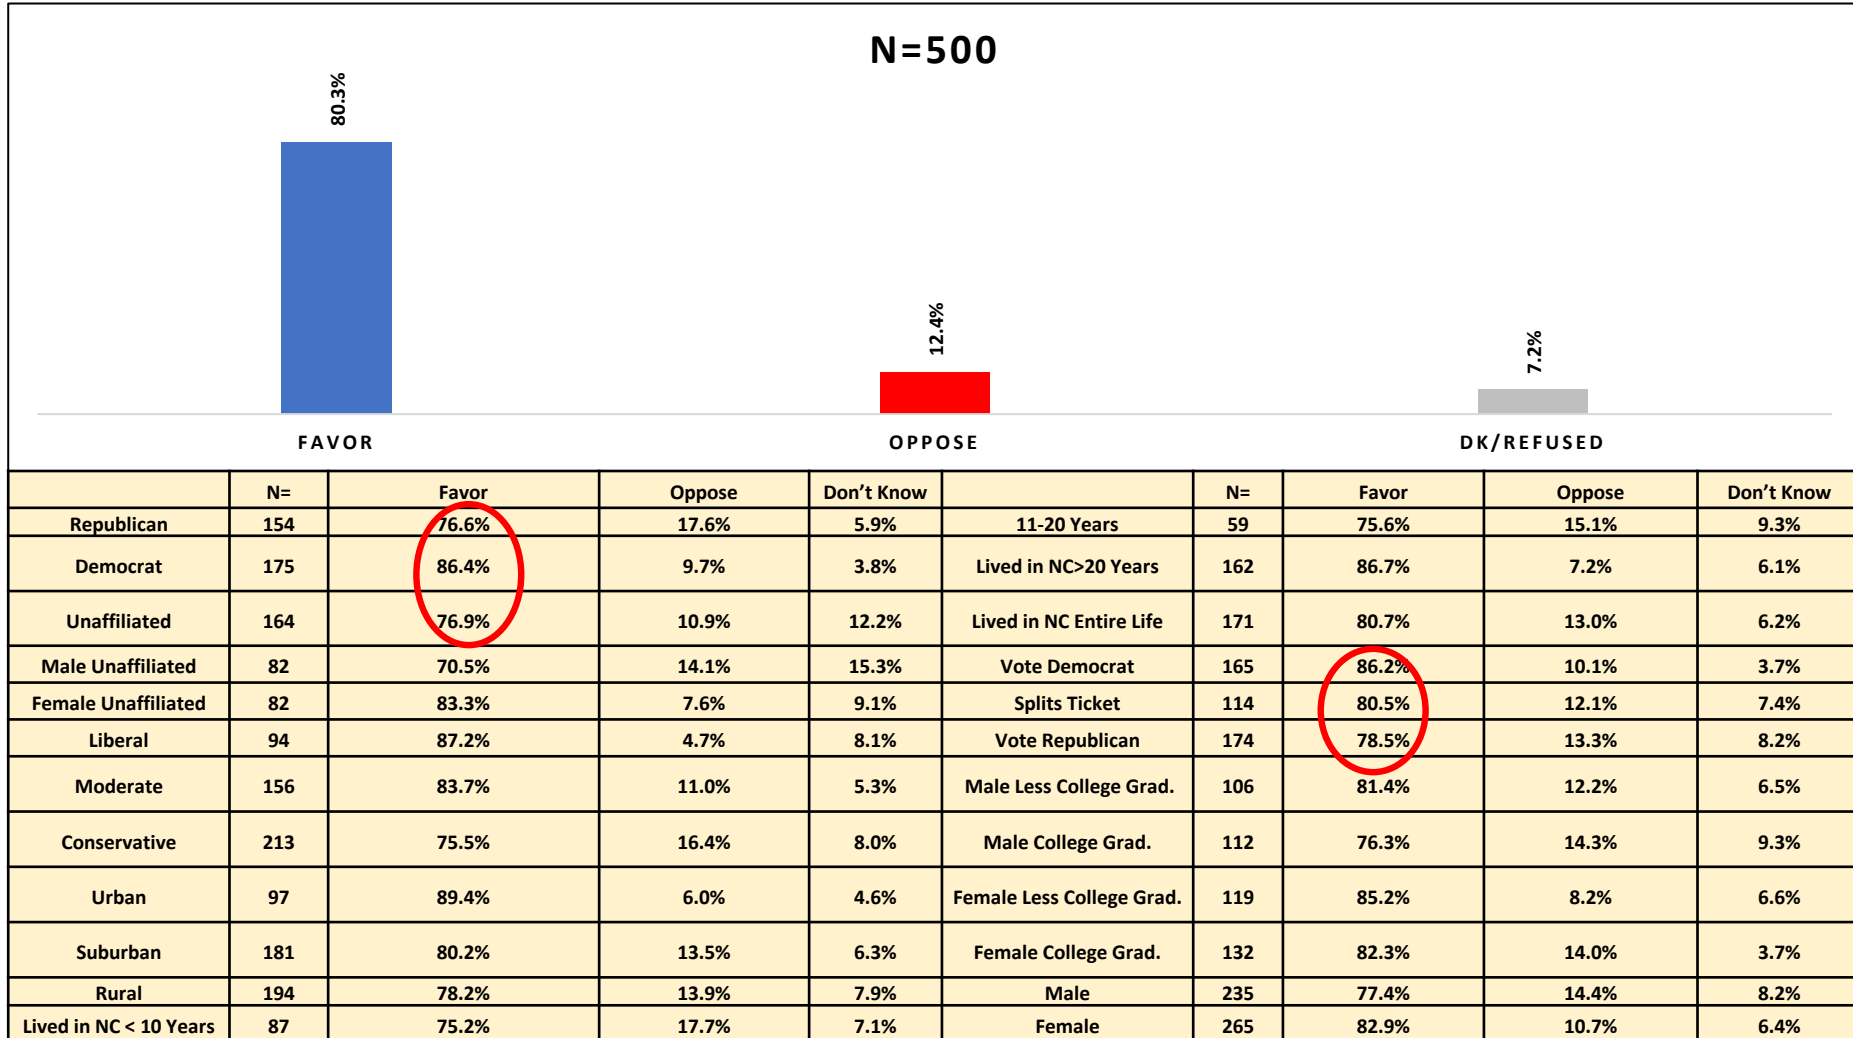 N=500
80.3%
12.4%
7.2%
FAVOR OPPOSE DK/REFUSED
N= Favor Oppose Don't Know N= Favor Oppose Don't Know
Republican 154 76.6% 17.6% 5.9% 11-20 Years 59 75.6% 15.1% 9.3%
Democrat 175 86.4% 9.7% 3.8% Lived in NC>20 Years 162 86.7% 7.2% 6.1%
Unaffiliated 164 76.9% 10.9% 12.2% Lived in NC Entire Life 171 80.7% 13.0% 6.2%
Male Unaffiliated 82 70.5% 14.1% 15.3% Vote Democrat 165 86.2% 10.1% 3.7%
Female Unaffiliated 82 83.3% 7.6% 9.1% Splits Ticket 114 80.5% 12.1% 7.4%
Liberal 94 87.2% 4.7% 8.1% Vote Republican 174 78.5% 13.3% 8.2%
Moderate 156 83.7% 11.0% 5.3% Male Less College Grad. 106 81.4% 12.2% 6.5%
Conservative 213 75.5% 16.4% 8.0% Male College Grad. 112 76.3% 14.3% 9.3%
Urban 97 89.4% 6.0% 4.6% Female Less College Grad. 119 85.2% 8.2% 6.6%
Suburban 181 80.2% 13.5% 6.3% Female College Grad. 132 82.3% 14.0% 3.7%
Rural 194 78.2% 13.9% 7.9% Male 235 77.4% 14.4% 8.2%
Lived in NC < 10 Years 87 75.2% 17.7% 7.1% Female 265 82.9% 10.7% 6.4%